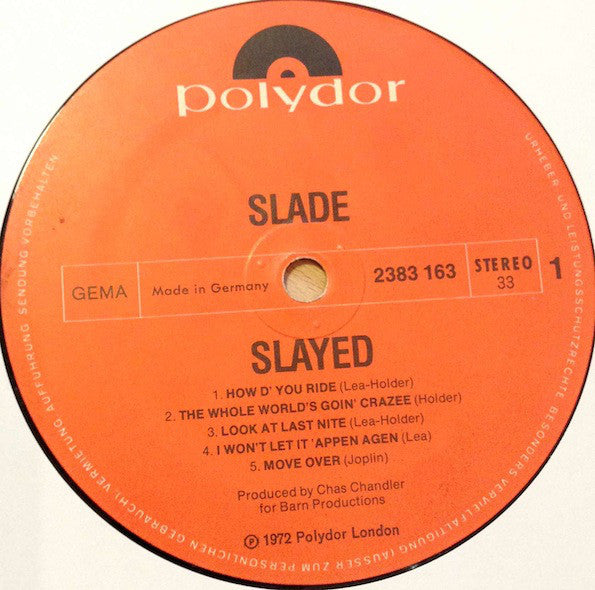 polydor
SLADE
GEMA
Made in Germany
2383 163
STEREO
33
1
SLAYED
1. HOW D' YOU RIDE (Lea-Holder)
2. THE WHOLE WORLD'S GOIN' CRAZEE (Holder)
3. LOOK AT LAST NITE (Lea-Holder)
4. I WON'T LET IT 'APPEN AGEN (Lea)
5. MOVE OVER (Joplin)
Produced by Chas Chandler
for Barn Productions
℗ 1972 Polydor London
URHEBER UND LEISTUNGSSCHUTZRECHTE BESONDERS VERVIELFÄLTIGUNG (AUSSER ZUM PERSÖNLICHEN GEBRAUCH), VERMIETUNG AUFFÜHRUNG, SENDUNG VORBEHALTEN